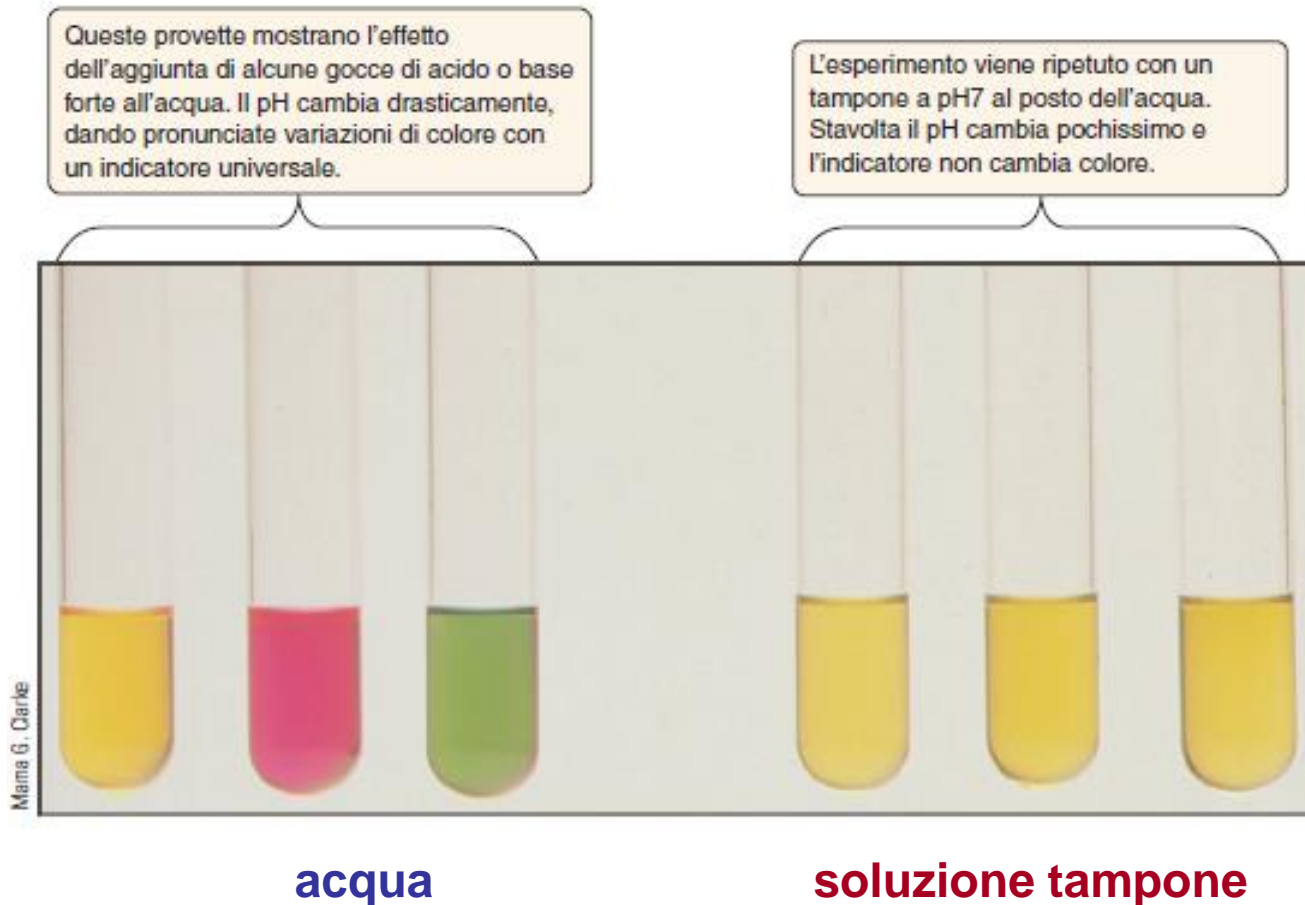 Queste provette mostrano l'effetto
dell'aggiunta di alcune gocce di acido o base
forte all'acqua. Il pH cambia drasticamente,
dando pronunciate variazioni di colore con
un indicatore universale.
L'esperimento viene ripetuto con un
tampone a pH7 al posto dell'acqua.
Stavolta il pH cambia pochissimo e
l'indicatore non cambia colore.
Marna G. Clarke
acqua
soluzione tampone